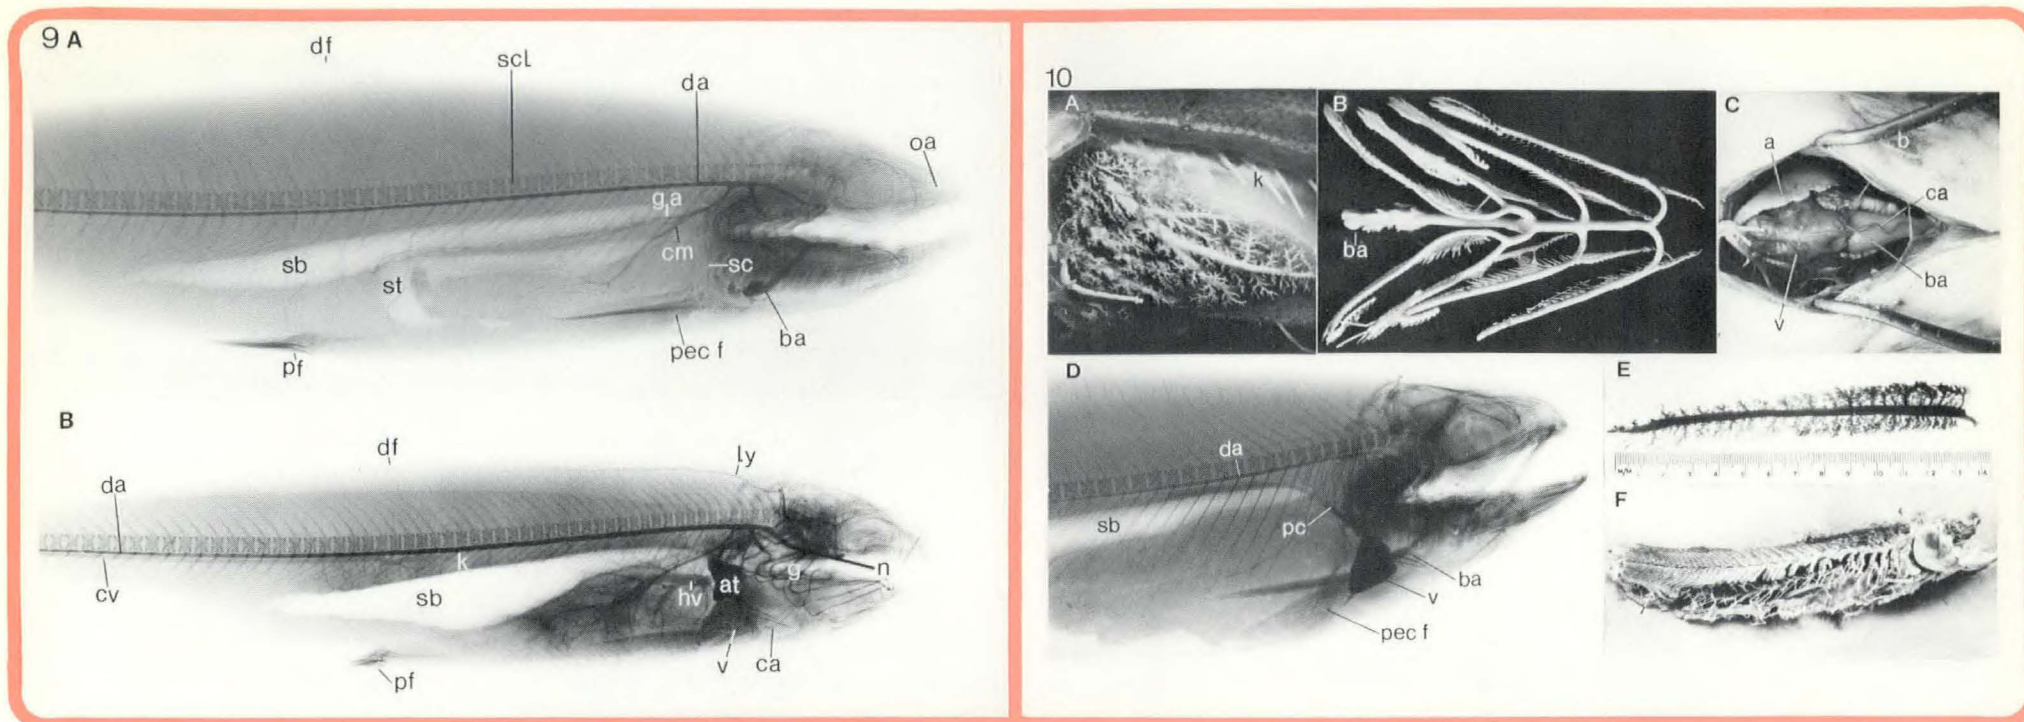 9 A
df
scl
da
oa
g.a
cm
sc
sb
st
ba
pec f
pf
B
df
ly
da
k
n
g
at
hv
sb
cv
v
ca
pf
10
A
k
B
ba
C
a
b
ca
ba
v
D
da
sb
pc
ba
v
pec f
E
F